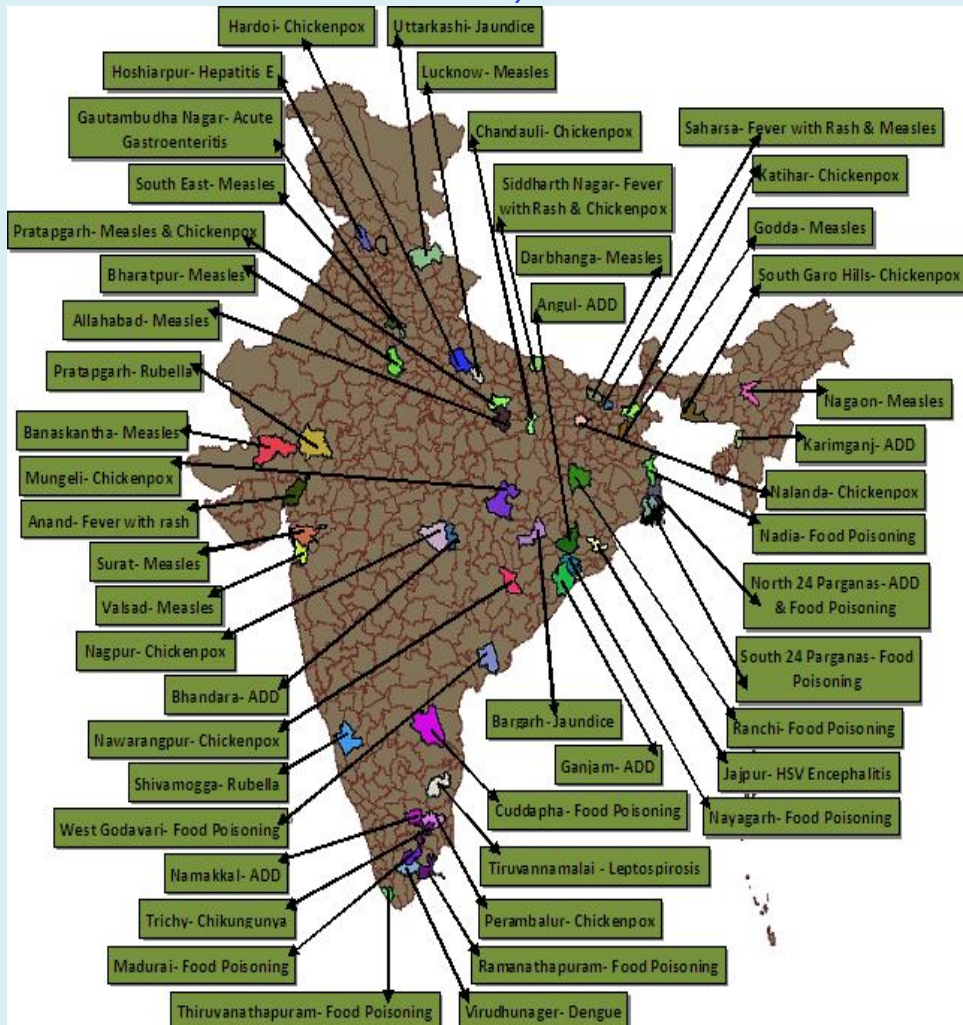 Hardoi- Chickenpox
Uttarkashi- Jaundice
Hoshiarpur- Hepatitis E
Lucknow- Measles
Gautambudha Nagar- Acute
Gastroenteritis
Chandauli- Chickenpox
Saharsa- Fever with Rash & Measles
South East- Measles
Siddharth Nagar- Fever
with Rash & Chickenpox
Katihar- Chickenpox
Pratapgarh- Measles & Chickenpox
Godda- Measles
Darbhanga- Measles
Bharatpur- Measles
South Garo Hills- Chickenpox
Angul- ADD
Allahabad- Measles
Pratapgarh- Rubella
Nagaon- Measles
Banaskantha- Measles
Karimganj- ADD
Mungeli- Chickenpox
Nalanda- Chickenpox
Anand- Fever with rash
Nadia- Food Poisoning
Surat- Measles
North 24 Parganas- ADD
& Food Poisoning
Valsad- Measles
Nagpur- Chickenpox
South 24 Parganas- Food
Poisoning
Bhandara- ADD
Bargarh- Jaundice
Ranchi- Food Poisoning
Nawarangpur- Chickenpox
Ganjam- ADD
Jajpur- HSV Encephalitis
Shivamogga- Rubella
Cuddapha- Food Poisoning
Nayagarh- Food Poisoning
West Godavari- Food Poisoning
Tiruvannamalai - Leptospirosis
Namakkal- ADD
Trichy- Chikungunya
Perambalur- Chickenpox
Madurai- Food Poisoning
Ramanathapuram- Food Poisoning
Thiruvanathapuram- Food Poisoning
Virudhunager- Dengue